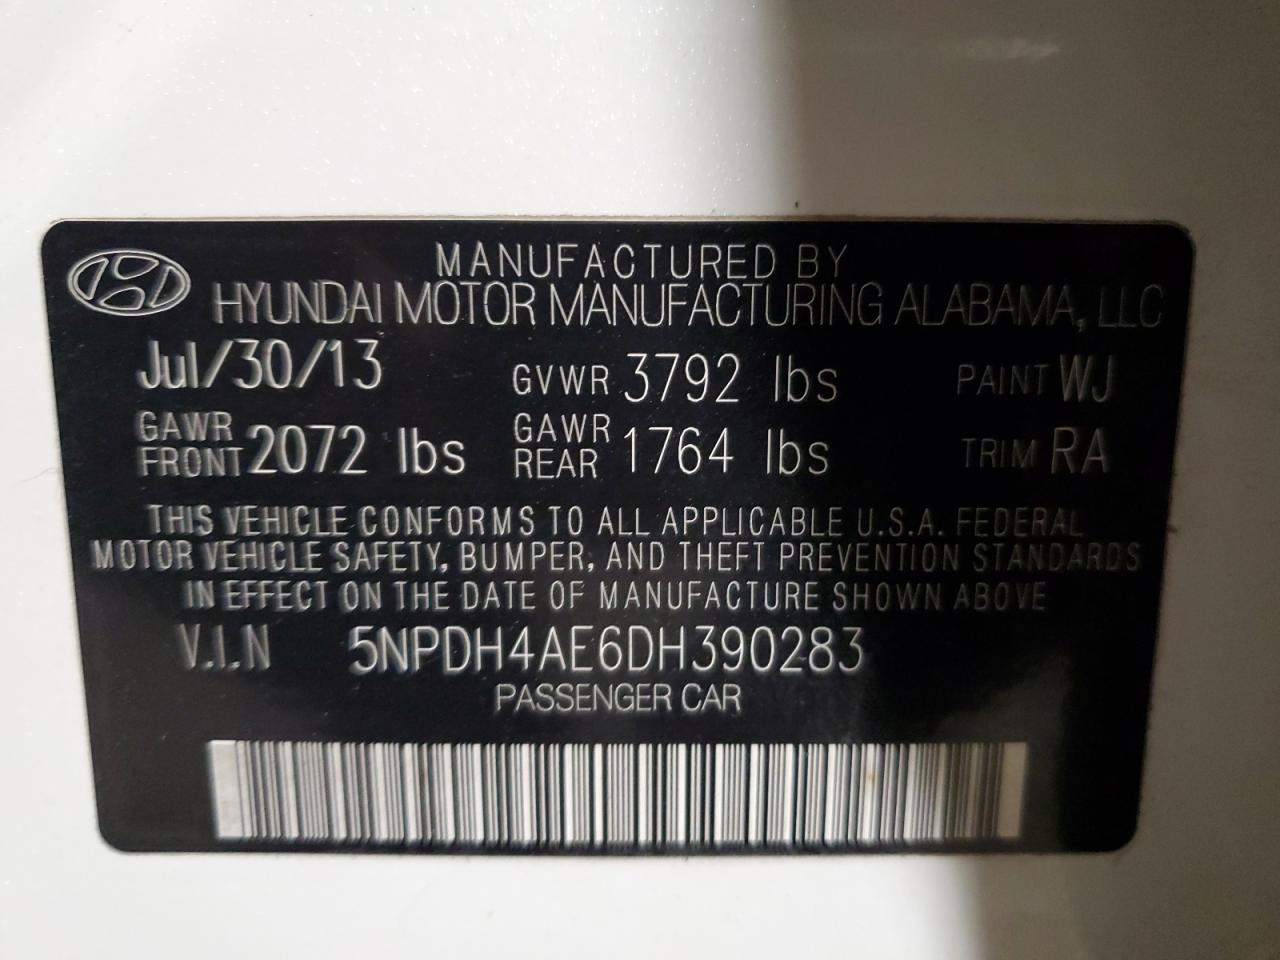 MANUFACTURED BY
HYUNDAI MOTOR MANUFACTURING ALABAMA, LLC
Jul/30/13 GVWR 3792 lbs PAINT WJ
GAWR FRONT 2072 lbs GAWR REAR 1764 lbs TRIM RA
THIS VEHICLE CONFORMS TO ALL APPLICABLE U.S.A. FEDERAL
MOTOR VEHICLE SAFETY, BUMPER, AND THEFT PREVENTION STANDARDS
IN EFFECT ON THE DATE OF MANUFACTURE SHOWN ABOVE
V.I.N 5NPDH4AE6DH390283
PASSENGER CAR